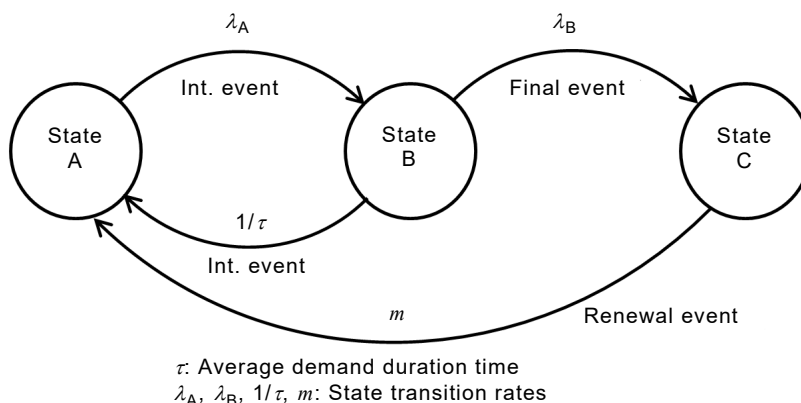 λA
λB
Int. event
Final event
State
A
State
B
State
C
1/τ
Int. event
m
Renewal event
τ: Average demand duration time
λA, λB, 1/τ, m: State transition rates